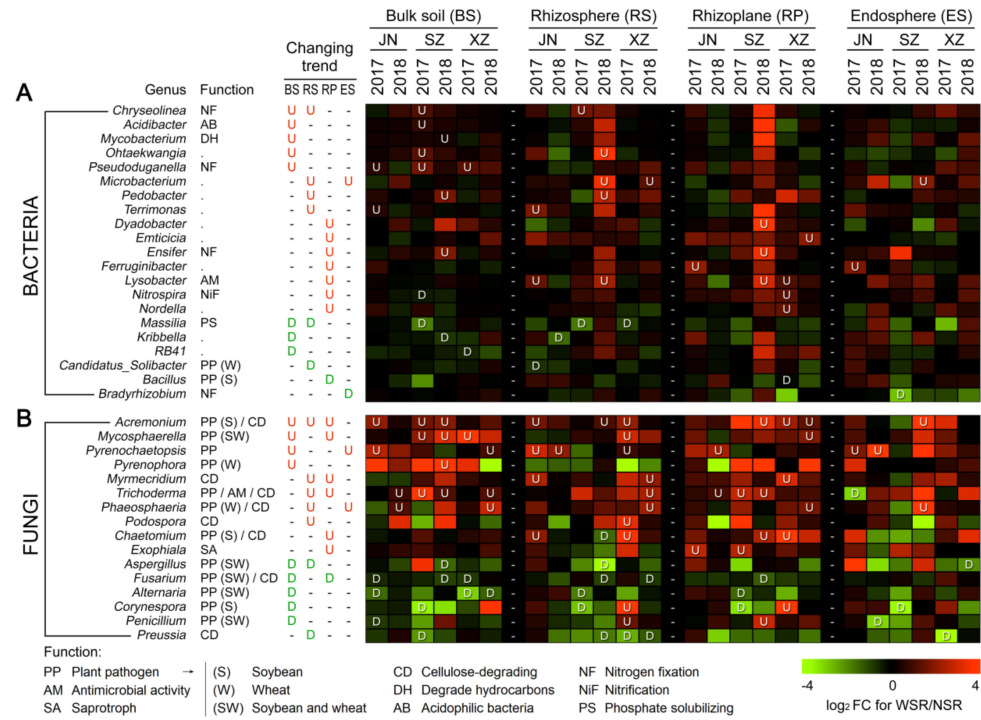 Bulk soil (BS) Rhizosphere (RS) Rhizoplane (RP) Endosphere (ES)
JN SZ XZ JN SZ XZ JN SZ XZ JN SZ XZ
Changing
trend
2017 2018 2017 2018 2017 2018 2017 2018 2017 2018 2017 2018 2017 2018 2017 2018 2017 2018 2017 2018 2017 2018 2017 2018
A Genus Function BS RS RP ES
BACTERIA
Chryseolinea NF U U - - U - U - -
Acidibacter AB U - - - U - - -
Mycobacterium DH U - - - U - - -
Ohtaekwangia . U - - - U - U - -
Pseudoduganella NF U - - - U U U - - -
Microbacterium . - U - U - U U - - U
Pedobacter . - U - - U - U - -
Terrimonas . - U - - U - U - -
Dyadobacter . - - U - - - U -
Emticicia . - - U - - - U -
Ensifer NF - - U - U - - U -
Ferruginibacter . - - U - - - U - U
Lysobacter AM - - U - - U U - U U -
Nitrospira NiF - - U - D - - U -
Nordella . - - U - - - U -
Massilia PS D D - - D - D D - -
Kribbella . D - - - D - D - -
RB41 . D - - - D - - -
Candidatus_Solibacter PP (W) - D - - - D - -
Bacillus PP (S) - - D - - - D -
Bradyrhizobium NF - - - D - - - D
B
FUNGI
Acremonium PP (S) / CD U U U - U U U - U U U - U U U - U
Mycosphaerella PP (SW) U - U - U U U - U - U -
Pyrenochaetopsis PP U - - U U - U U U - U - U U
Pyrenophora PP (W) U - - - U - - -
Myrmecridium CD - U U - - U U - U -
Trichoderma PP / AM / CD - U U - U U U U - U - U U U - D
Phaeosphaeria PP (W) / CD - U - U U U - U - U - U
Podospora CD - U - - - U - -
Chaetomium PP (S) / CD - - U - - U D U - U U -
Exophiala SA - - U - - - U U -
Aspergillus PP (SW) D D - - D - D - - D
Fusarium PP (SW) / CD D - D - D D D - D D - D -
Alternaria PP (SW) D - - - D D D - D - D -
Corynespora PP (S) D - - - D - D U - D U - D
Penicillium PP (SW) D - - - D - U - U - D
Preussia CD - D - - D - D D D - - D
Function:
PP Plant pathogen → (S) Soybean CD Cellulose-degrading NF Nitrogen fixation
AM Antimicrobial activity (W) Wheat DH Degrade hydrocarbons NiF Nitrification
SA Saprotroph (SW) Soybean and wheat AB Acidophilic bacteria PS Phosphate solubilizing
-4 0 4
log2 FC for WSR/NSR